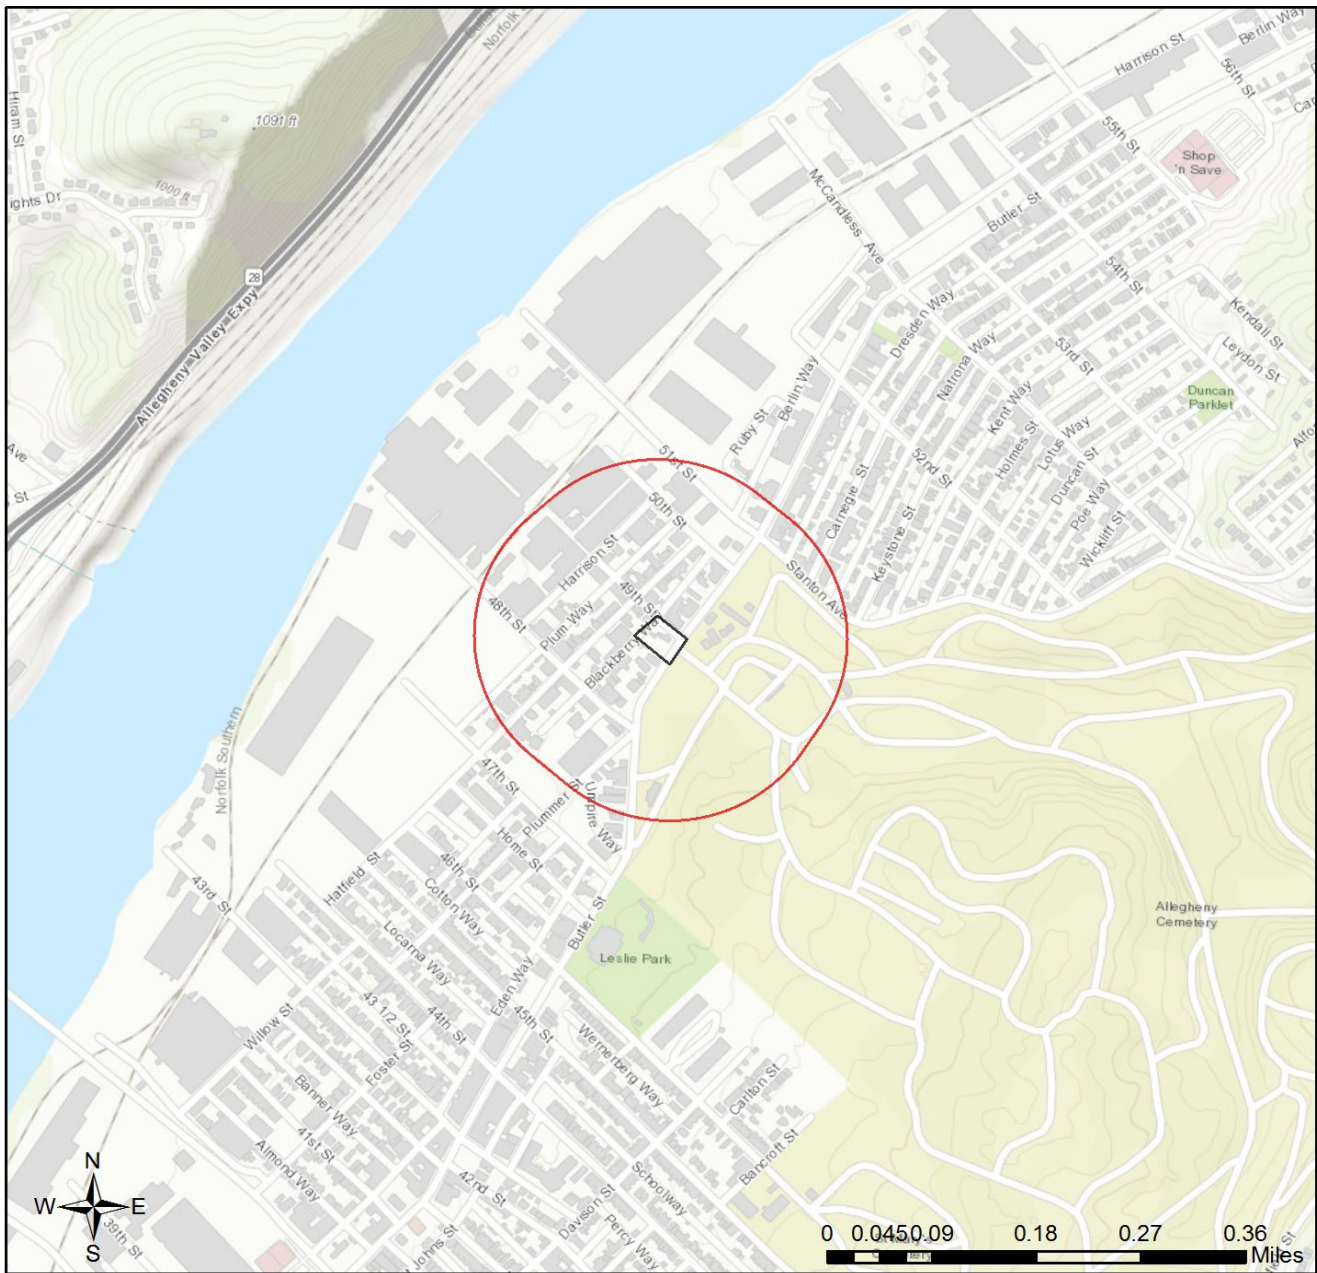 Norfolk S
Berlin Way
Harrison St
56th St
Hiram St
1091 ft
55th St
Shop
'n Save
1000 ft
ights Dr
McCandless Ave
Butler St
54th St
28
Allegheny Valley Expy
Kendall St
Dresden Way
Leydon St
53rd St
Natrona Way
Berlin Way
Duncan
Parklet
Kent Way
Ruby St
Holmes St
Lotus Way
Ave
51st St
52nd St
Duncan St
St
50th St
Carnegie St
Poe Way
Keystone St
Wickliff St
Harrison St
Stanton Ave
49th St
48th St
Plum Way
Blackberry Way
Norfolk Southern
47th St
Plummer St
Umpire Way
Home St
46th St
Hatfield St
43rd St
Cotton Way
Allegheny
Cemetery
Butler St
Locarna Way
Leslie Park
Eden Way
43 1/2 St
44th St
45th St
Willow St
Foster St
Wernerberg Way
Banner Way
Carlton St
41st St
Bancroft St
Almond Way
Schoolway
42nd St
N
W E
S
Davison St
Percy Way
39th St
t Johns St
0 0.045 0.09 0.18 0.27 0.36
Miles